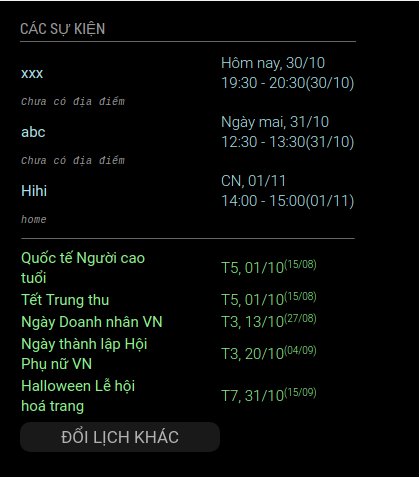 CÁC SỰ KIỆN
xxx
Hôm nay, 30/10
19:30 - 20:30(30/10)
Chưa có địa điểm
abc
Ngày mai, 31/10
12:30 - 13:30(31/10)
Chưa có địa điểm
Hihi
CN, 01/11
14:00 - 15:00(01/11)
home
Quốc tế Người cao
tuổi
T5, 01/10(15/08)
Tết Trung thu
T5, 01/10(15/08)
Ngày Doanh nhân VN
T3, 13/10(27/08)
Ngày thành lập Hội
Phụ nữ VN
T3, 20/10(04/09)
Halloween Lễ hội
hoá trang
T7, 31/10(15/09)
ĐỔI LỊCH KHÁC